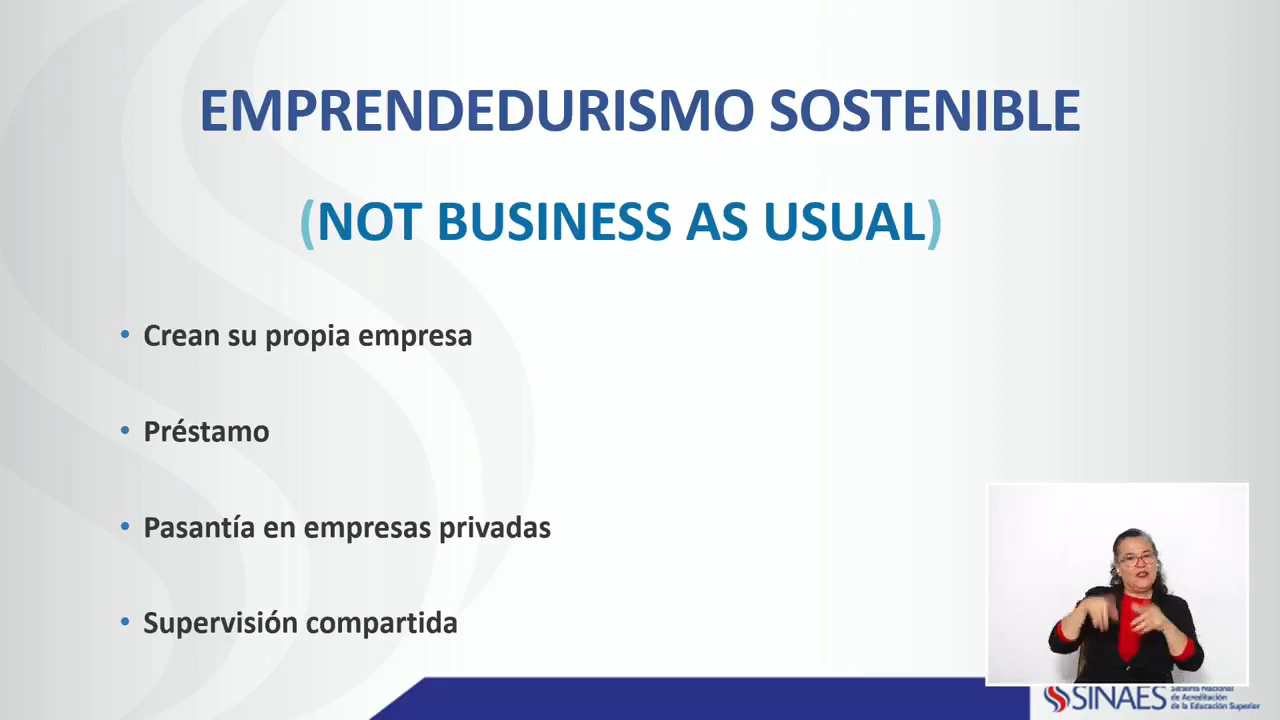 EMPRENDEDURISMO SOSTENIBLE
(NOT BUSINESS AS USUAL)
• Crean su propia empresa
• Préstamo
• Pasantía en empresas privadas
• Supervisión compartida
SINAES
Sistema Nacional
de Acreditación
de la Educación Superior